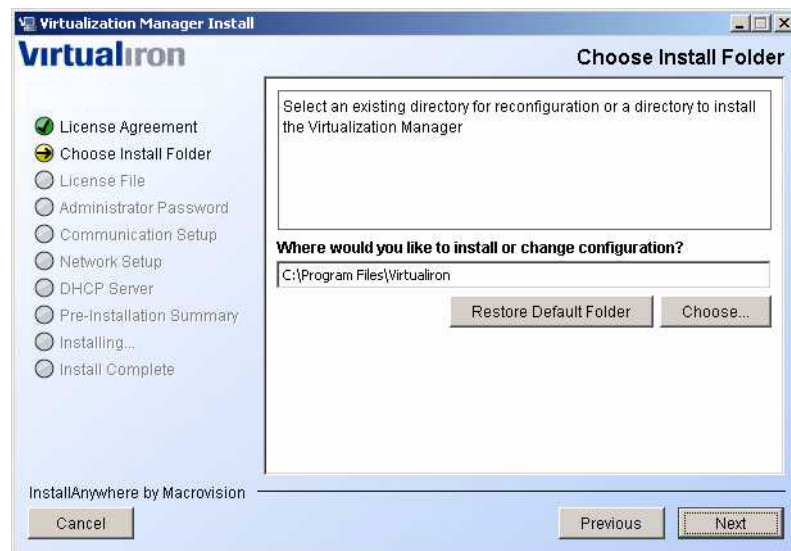 Virtualization Manager Install
VIrtualIron
Choose Install Folder
License Agreement
Choose Install Folder
License File
Administrator Password
Communication Setup
Network Setup
DHCP Server
Pre-Installation Summary
Installing...
Install Complete
Select an existing directory for reconfiguration or a directory to install
the Virtualization Manager
Where would you like to install or change configuration?
C:\Program Files\Virtualiron
Restore Default Folder
Choose...
InstallAnywhere by Macrovision
Cancel
Previous
Next